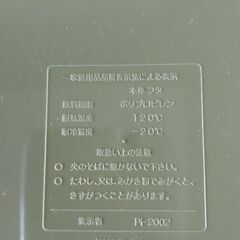 家庭用品品質表示法による表示
本体フタ
原料樹脂 ポリプロピレン
耐熱温度 120℃
耐冷温度 -20℃
取扱い上の注意
◎ 火のそばに置かないで下さい。
◎ たわし、又は、みがき粉でみがくと、
きずがつくことがあります。
表示者 Pi-2002